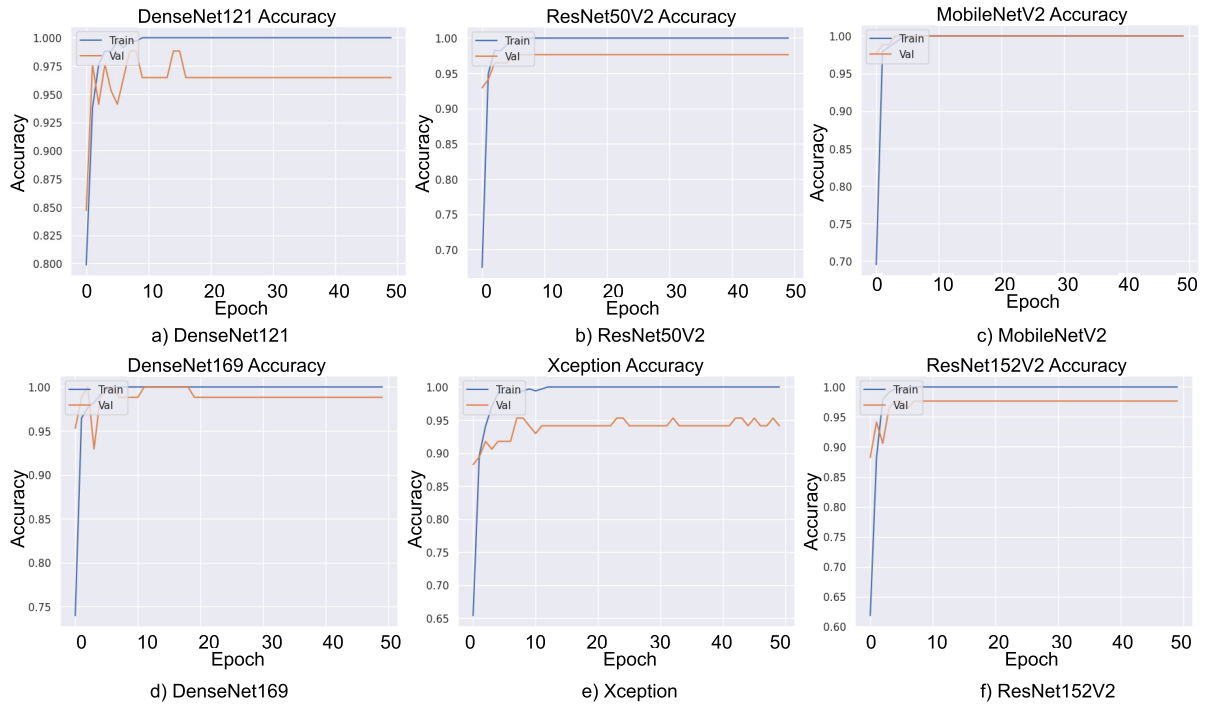 DenseNet121 Accuracy
1.000
0.975
0.950
0.925
0.900
0.875
0.850
0.825
0.800
Train
Val
Accuracy
0 10 20 30 40 50
Epoch
a) DenseNet121
ResNet50V2 Accuracy
1.00
0.95
0.90
0.85
0.80
0.75
0.70
Train
Val
Accuracy
0 10 20 30 40 50
Epoch
b) ResNet50V2
MobileNetV2 Accuracy
1.00
0.95
0.90
0.85
0.80
0.75
0.70
Train
Val
Accuracy
0 10 20 30 40 50
Epoch
c) MobileNetV2
DenseNet169 Accuracy
1.00
0.95
0.90
0.85
0.80
0.75
Train
Val
Accuracy
0 10 20 30 40 50
Epoch
d) DenseNet169
Xception Accuracy
1.00
0.95
0.90
0.85
0.80
0.75
0.70
0.65
Train
Val
Accuracy
0 10 20 30 40 50
Epoch
e) Xception
ResNet152V2 Accuracy
1.00
0.95
0.90
0.85
0.80
0.75
0.70
0.65
0.60
Train
Val
Accuracy
0 10 20 30 40 50
Epoch
f) ResNet152V2